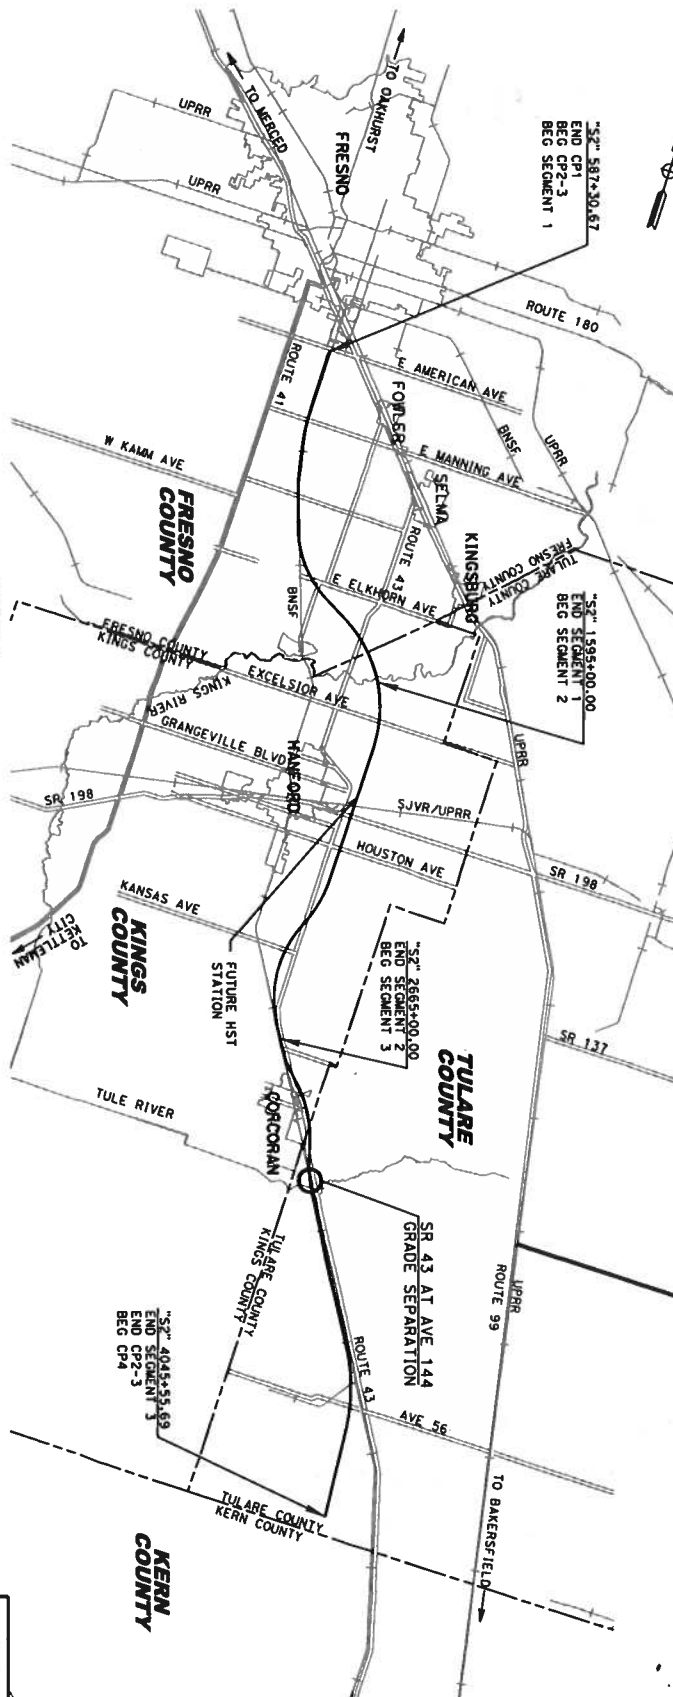 TO OAKHURST
TO MERCED
UPRR
UPRR
FRESNO
"S2" 587+30.67
END CP1
BEG CP2-3
BEG SEGMENT 1
ROUTE 180
ROUTE 41
E AMERICAN AVE
FOWLER
BNSF
UPRR
E MANNING AVE
W KAMM AVE
SELMA
FRESNO
COUNTY
ROUTE 43
KINGSBURG
TULARE COUNTY
FRESNO COUNTY
BNSF
E ELKHORN AVE
"S2" 1595+00.00
END SEGMENT 1
BEG SEGMENT 2
FRESNO COUNTY
KINGS COUNTY
KINGS RIVER
EXCELSIOR AVE
UPRR
GRANGEVILLE BLVD
HANFORD
SR 198
SJVR/UPRR
HOUSTON AVE
SR 198
KANSAS AVE
KINGS
COUNTY
TO
KETTLEMAN
CITY
FUTURE HST
STATION
"S2" 2665+00.00
END SEGMENT 2
BEG SEGMENT 3
TULARE
COUNTY
SR 137
TULE RIVER
CORCORAN
SR 43 AT AVE 144
GRADE SEPARATION
TULARE COUNTY
KINGS COUNTY
UPRR
ROUTE 99
ROUTE 43
"S2" 4045+55.69
END SEGMENT 3
END CP2-3
BEG CP4
AVE 56
TO BAKERSFIELD
TULARE COUNTY
KERN COUNTY
KERN
COUNTY